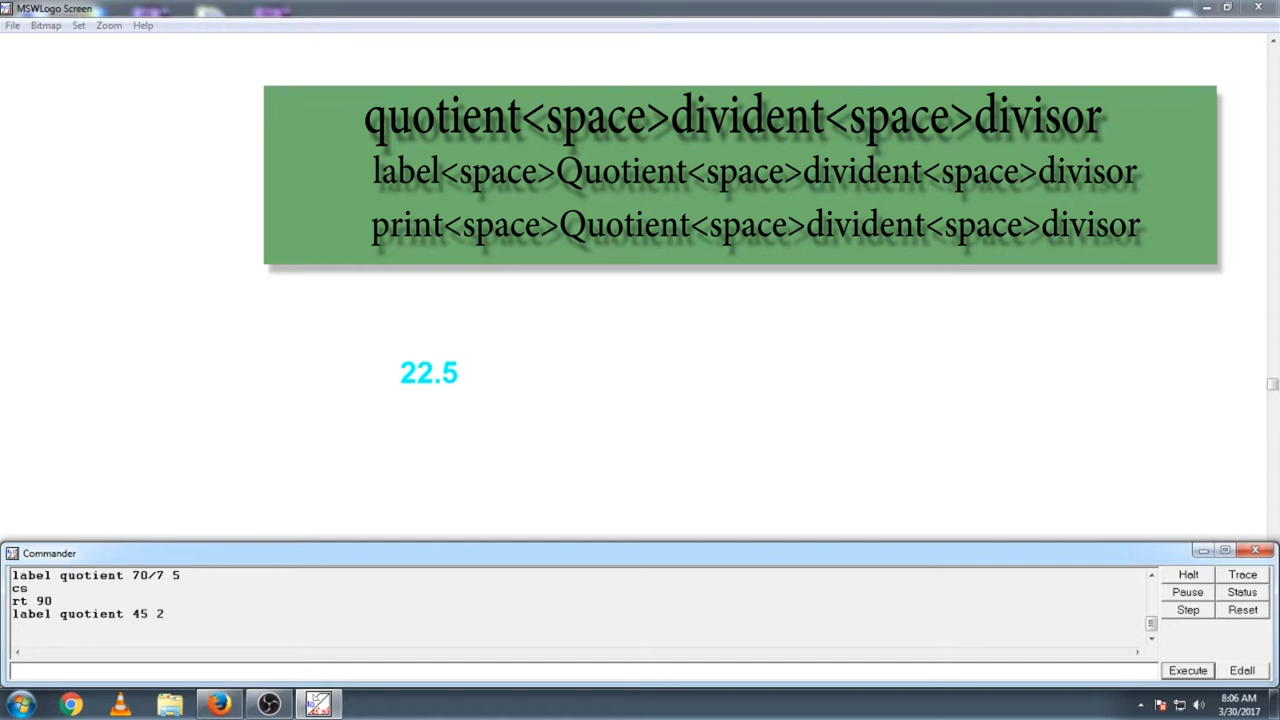 MSWLogo Screen
File Bitmap Set Zoom Help
quotient<space>divident<space>divisor
label<space>Quotient<space>divident<space>divisor
print<space>Quotient<space>divident<space>divisor
22.5
Commander
label quotient 70/7 5
cs
rt 90
label quotient 45 2
Halt Trace
Pause Status
Step Reset
Execute Edall
8:06 AM
3/30/2017